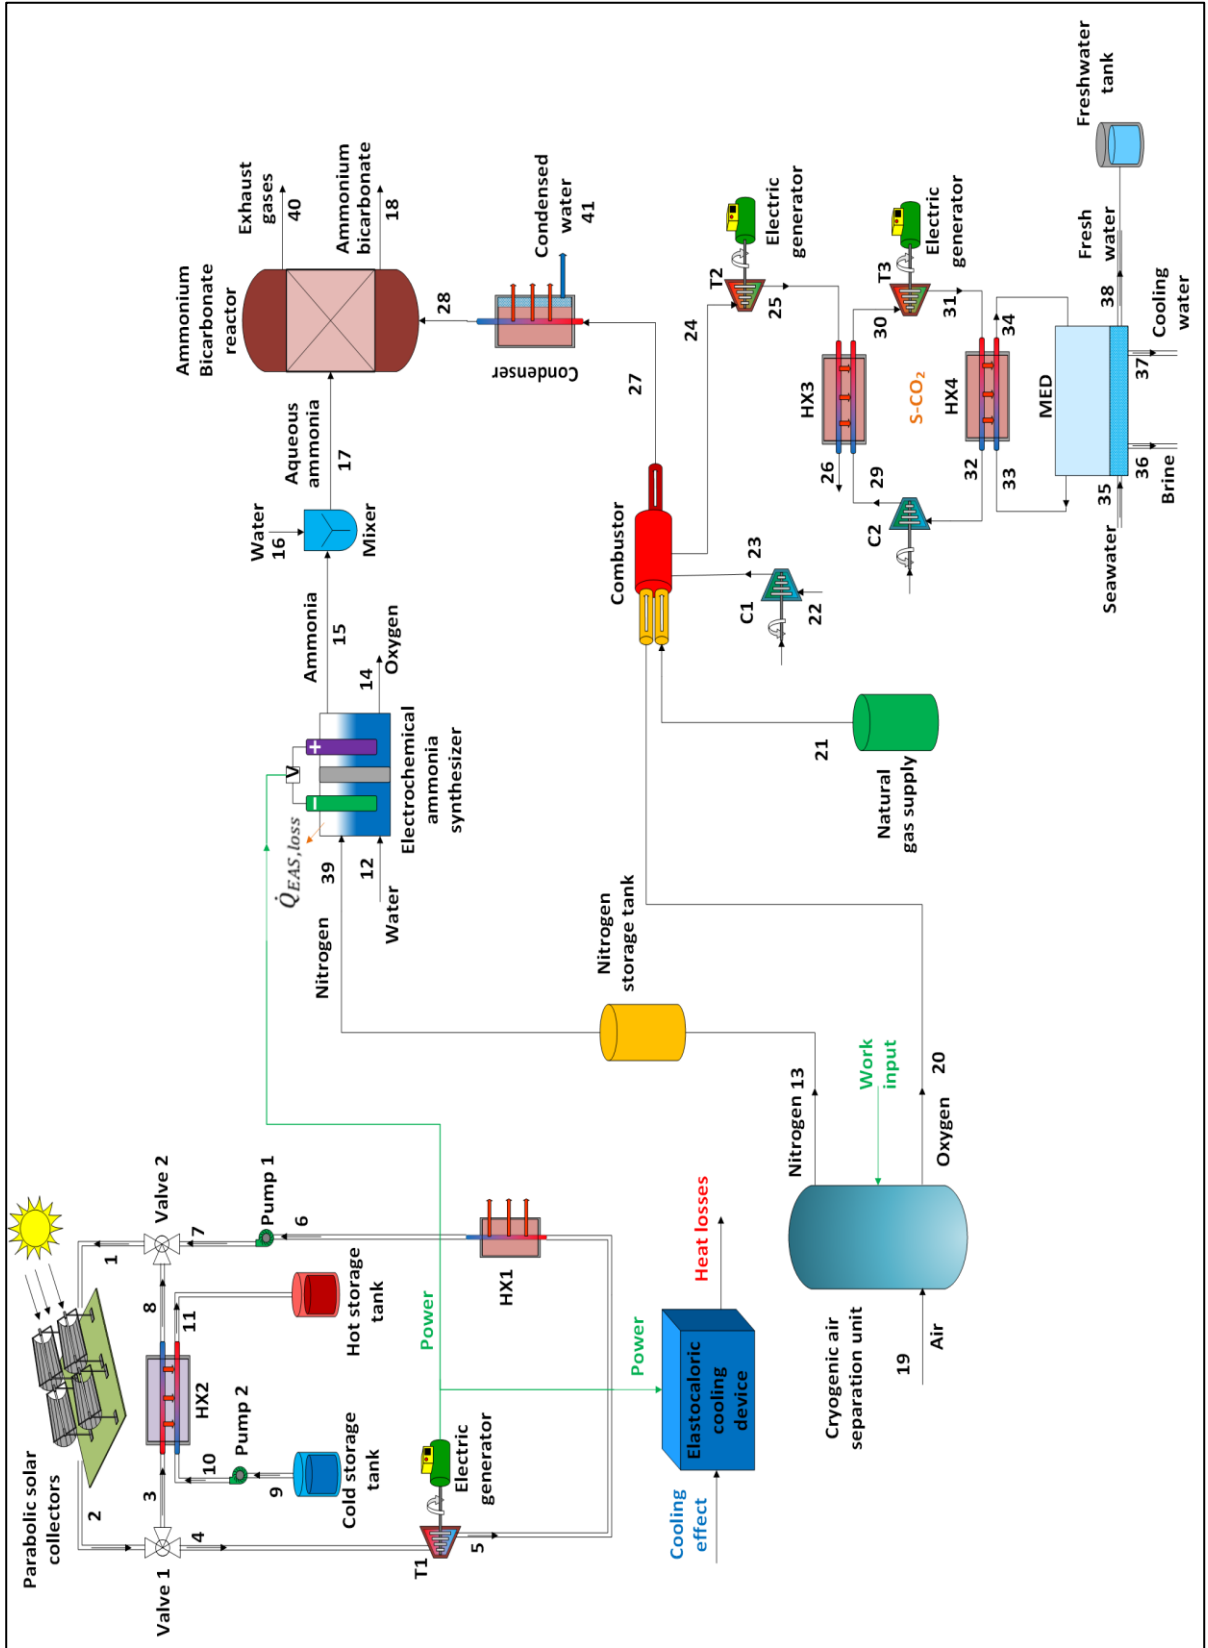 Parabolic solar
collectors
2
1
Valve 1
3
8
Valve 2
4
7
HX2
11
10
Pump 2
9
Pump 1
6
Cold storage
tank
Hot storage
tank
T1
5
Electric
generator
HX1
Power
Power
Cooling
effect
Elastocaloric
cooling
device
Heat losses
19
Air
Cryogenic air
separation unit
Nitrogen 13
Work
input
Oxygen
20
Nitrogen
storage tank
Nitrogen
39
12
Water
Q̇EAS,loss
V
−
+
Electrochemical
ammonia
synthesizer
14
Oxygen
Ammonia
15
Water
16
Mixer
Aqueous
ammonia
17
Ammonium
Bicarbonate
reactor
Exhaust
gases
40
Ammonium
bicarbonate
18
28
Condenser
Condensed
water
41
27
Combustor
21
Natural
gas supply
C1
22
23
24
T2
25
Electric
generator
HX3
26
29
30
S-CO₂
T3
31
Electric
generator
C2
HX4
32
33
34
MED
Seawater
35
36
Brine
37
Cooling
water
38
Fresh
water
Freshwater
tank